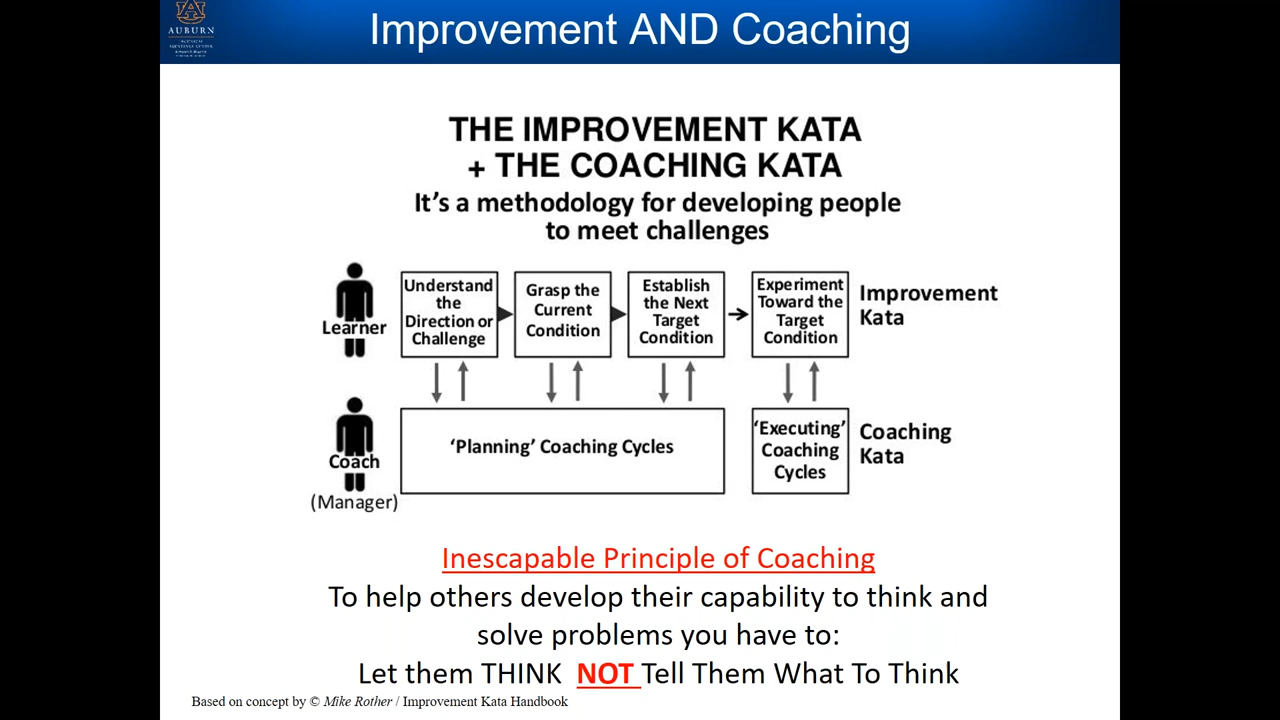 AUBURN
Improvement AND Coaching
THE IMPROVEMENT KATA
+ THE COACHING KATA
It's a methodology for developing people
to meet challenges
Learner
Understand
the
Direction or
Challenge
Grasp the
Current
Condition
Establish
the Next
Target
Condition
Experiment
Toward the
Target
Condition
Improvement
Kata
Coach
(Manager)
‘Planning’ Coaching Cycles
‘Executing’
Coaching
Cycles
Coaching
Kata
Inescapable Principle of Coaching
To help others develop their capability to think and
solve problems you have to:
Let them THINK NOT Tell Them What To Think
Based on concept by © Mike Rother / Improvement Kata Handbook